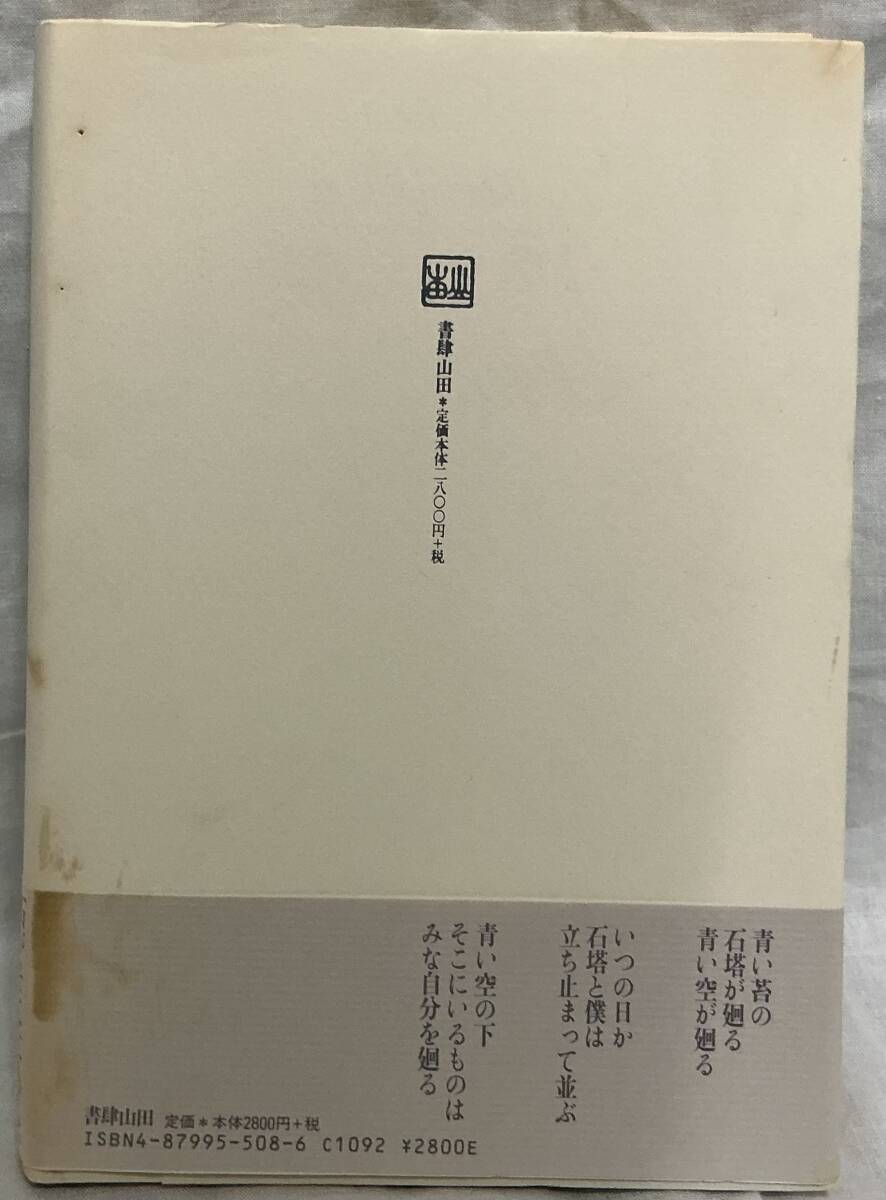 書肆山田＊定価本体二八〇〇円＋税
青い苔の
石塔が廻る
青い空が廻る
いつの日か
石塔と僕は
立ち止まって並ぶ
青い空の下
そこにいるものは
みな自分を廻る
書肆山田 定価＊本体2800円＋税
ISBN4-87995-508-6 C1092 ¥2800E